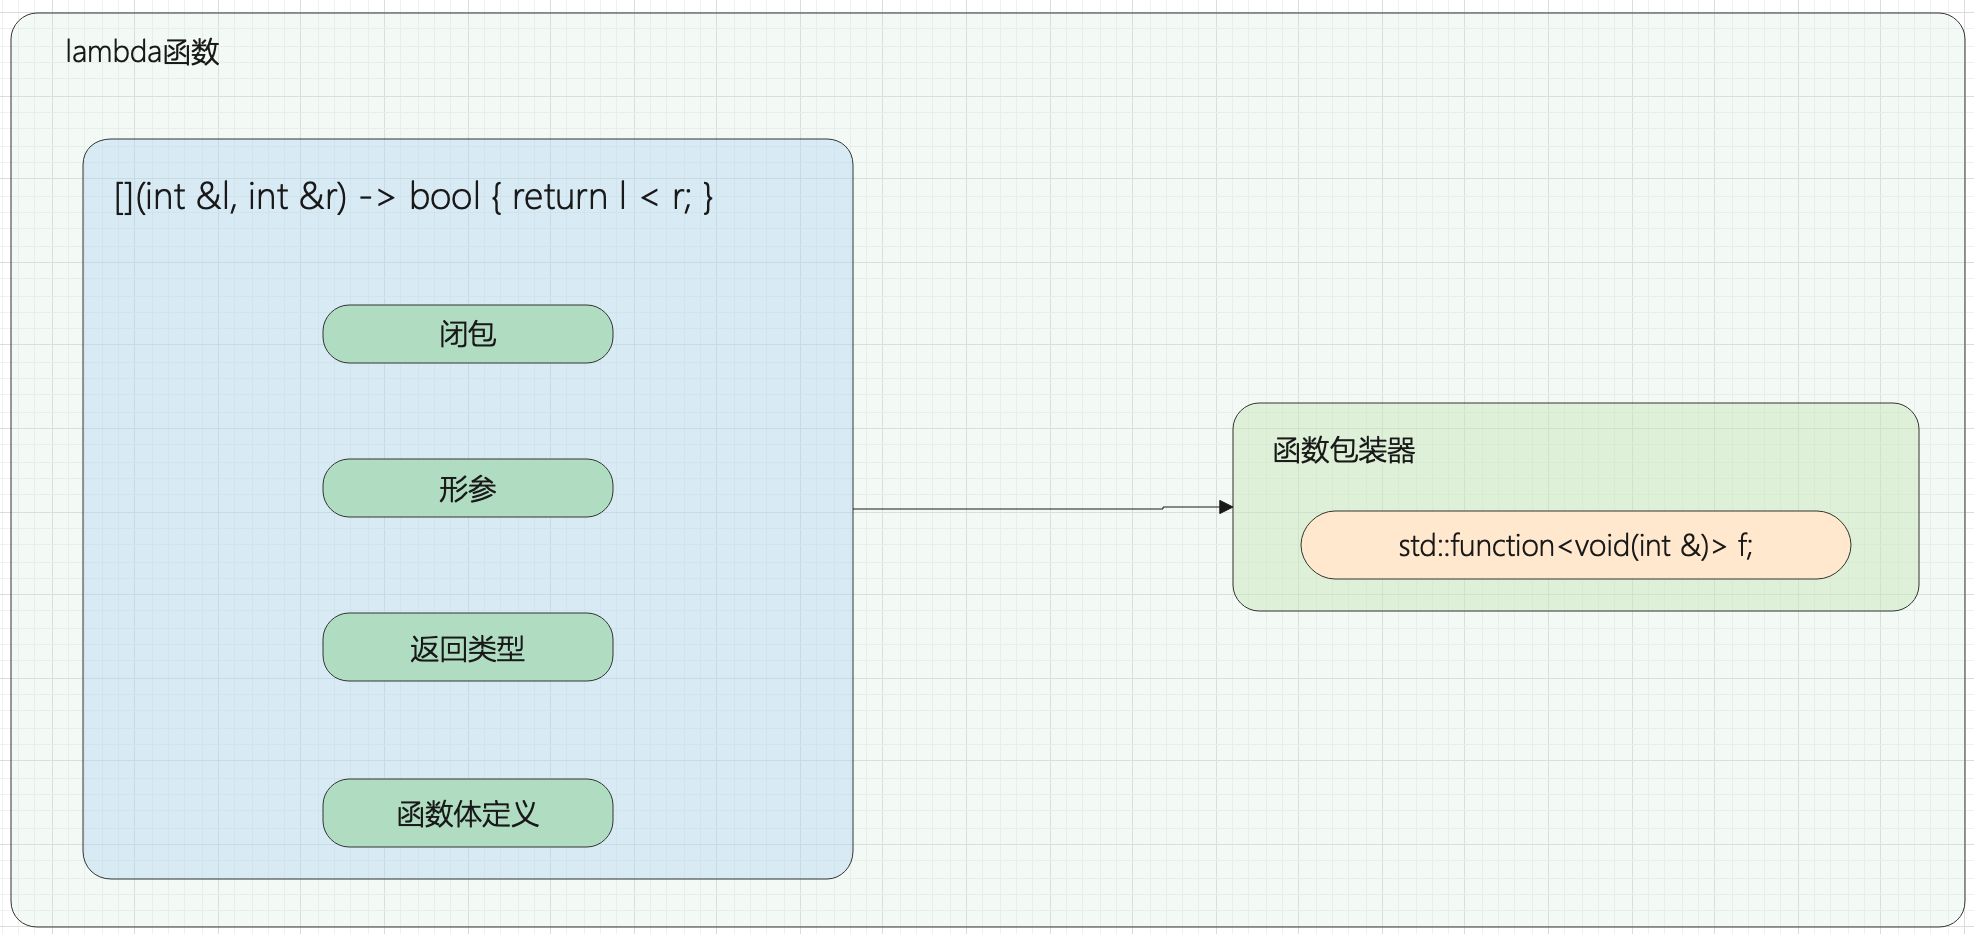 lambda函数
[](int &l, int &r) -> bool { return l < r; }
闭包
形参
返回类型
函数体定义
函数包装器
std::function<void(int &)> f;